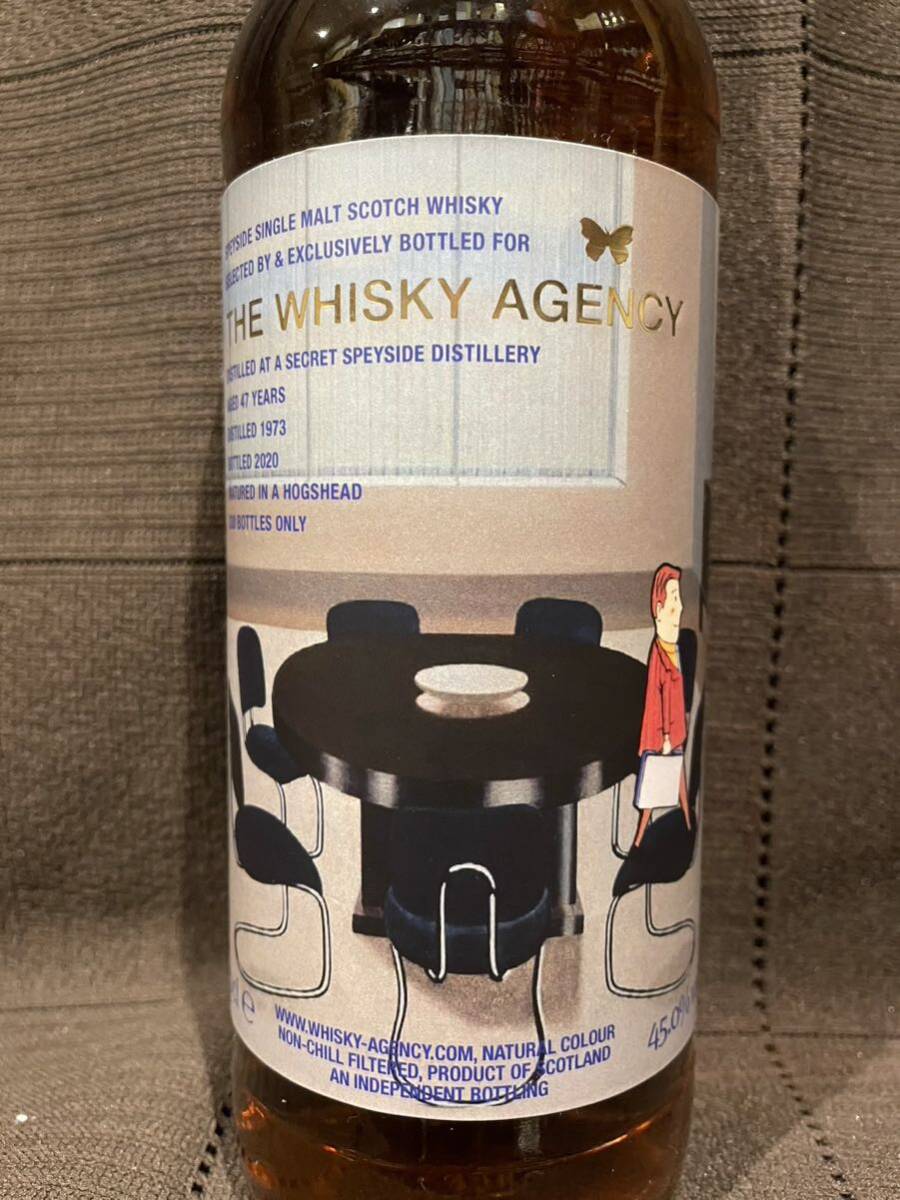 SPEYSIDE SINGLE MALT SCOTCH WHISKY
SELECTED BY & EXCLUSIVELY BOTTLED FOR
THE WHISKY AGENCY
DISTILLED AT A SECRET SPEYSIDE DISTILLERY
AGED 47 YEARS
DISTILLED 1973
BOTTLED 2020
MATURED IN A HOGSHEAD
BOTTLES ONLY
WWW.WHISKY-AGENCY.COM, NATURAL COLOUR
NON-CHILL FILTERED, PRODUCT OF SCOTLAND
AN INDEPENDENT BOTTLING
45.0%